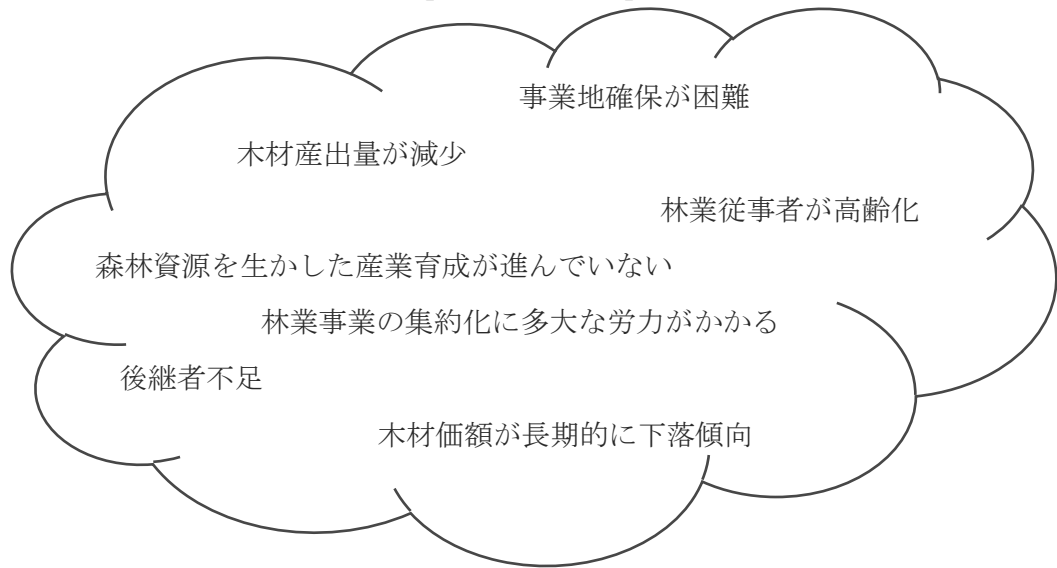 事業地確保が困難
木材産出量が減少
林業従事者が高齢化
森林資源を生かした産業育成が進んでいない
林業事業の集約化に多大な労力がかかる
後継者不足
木材価額が長期的に下落傾向